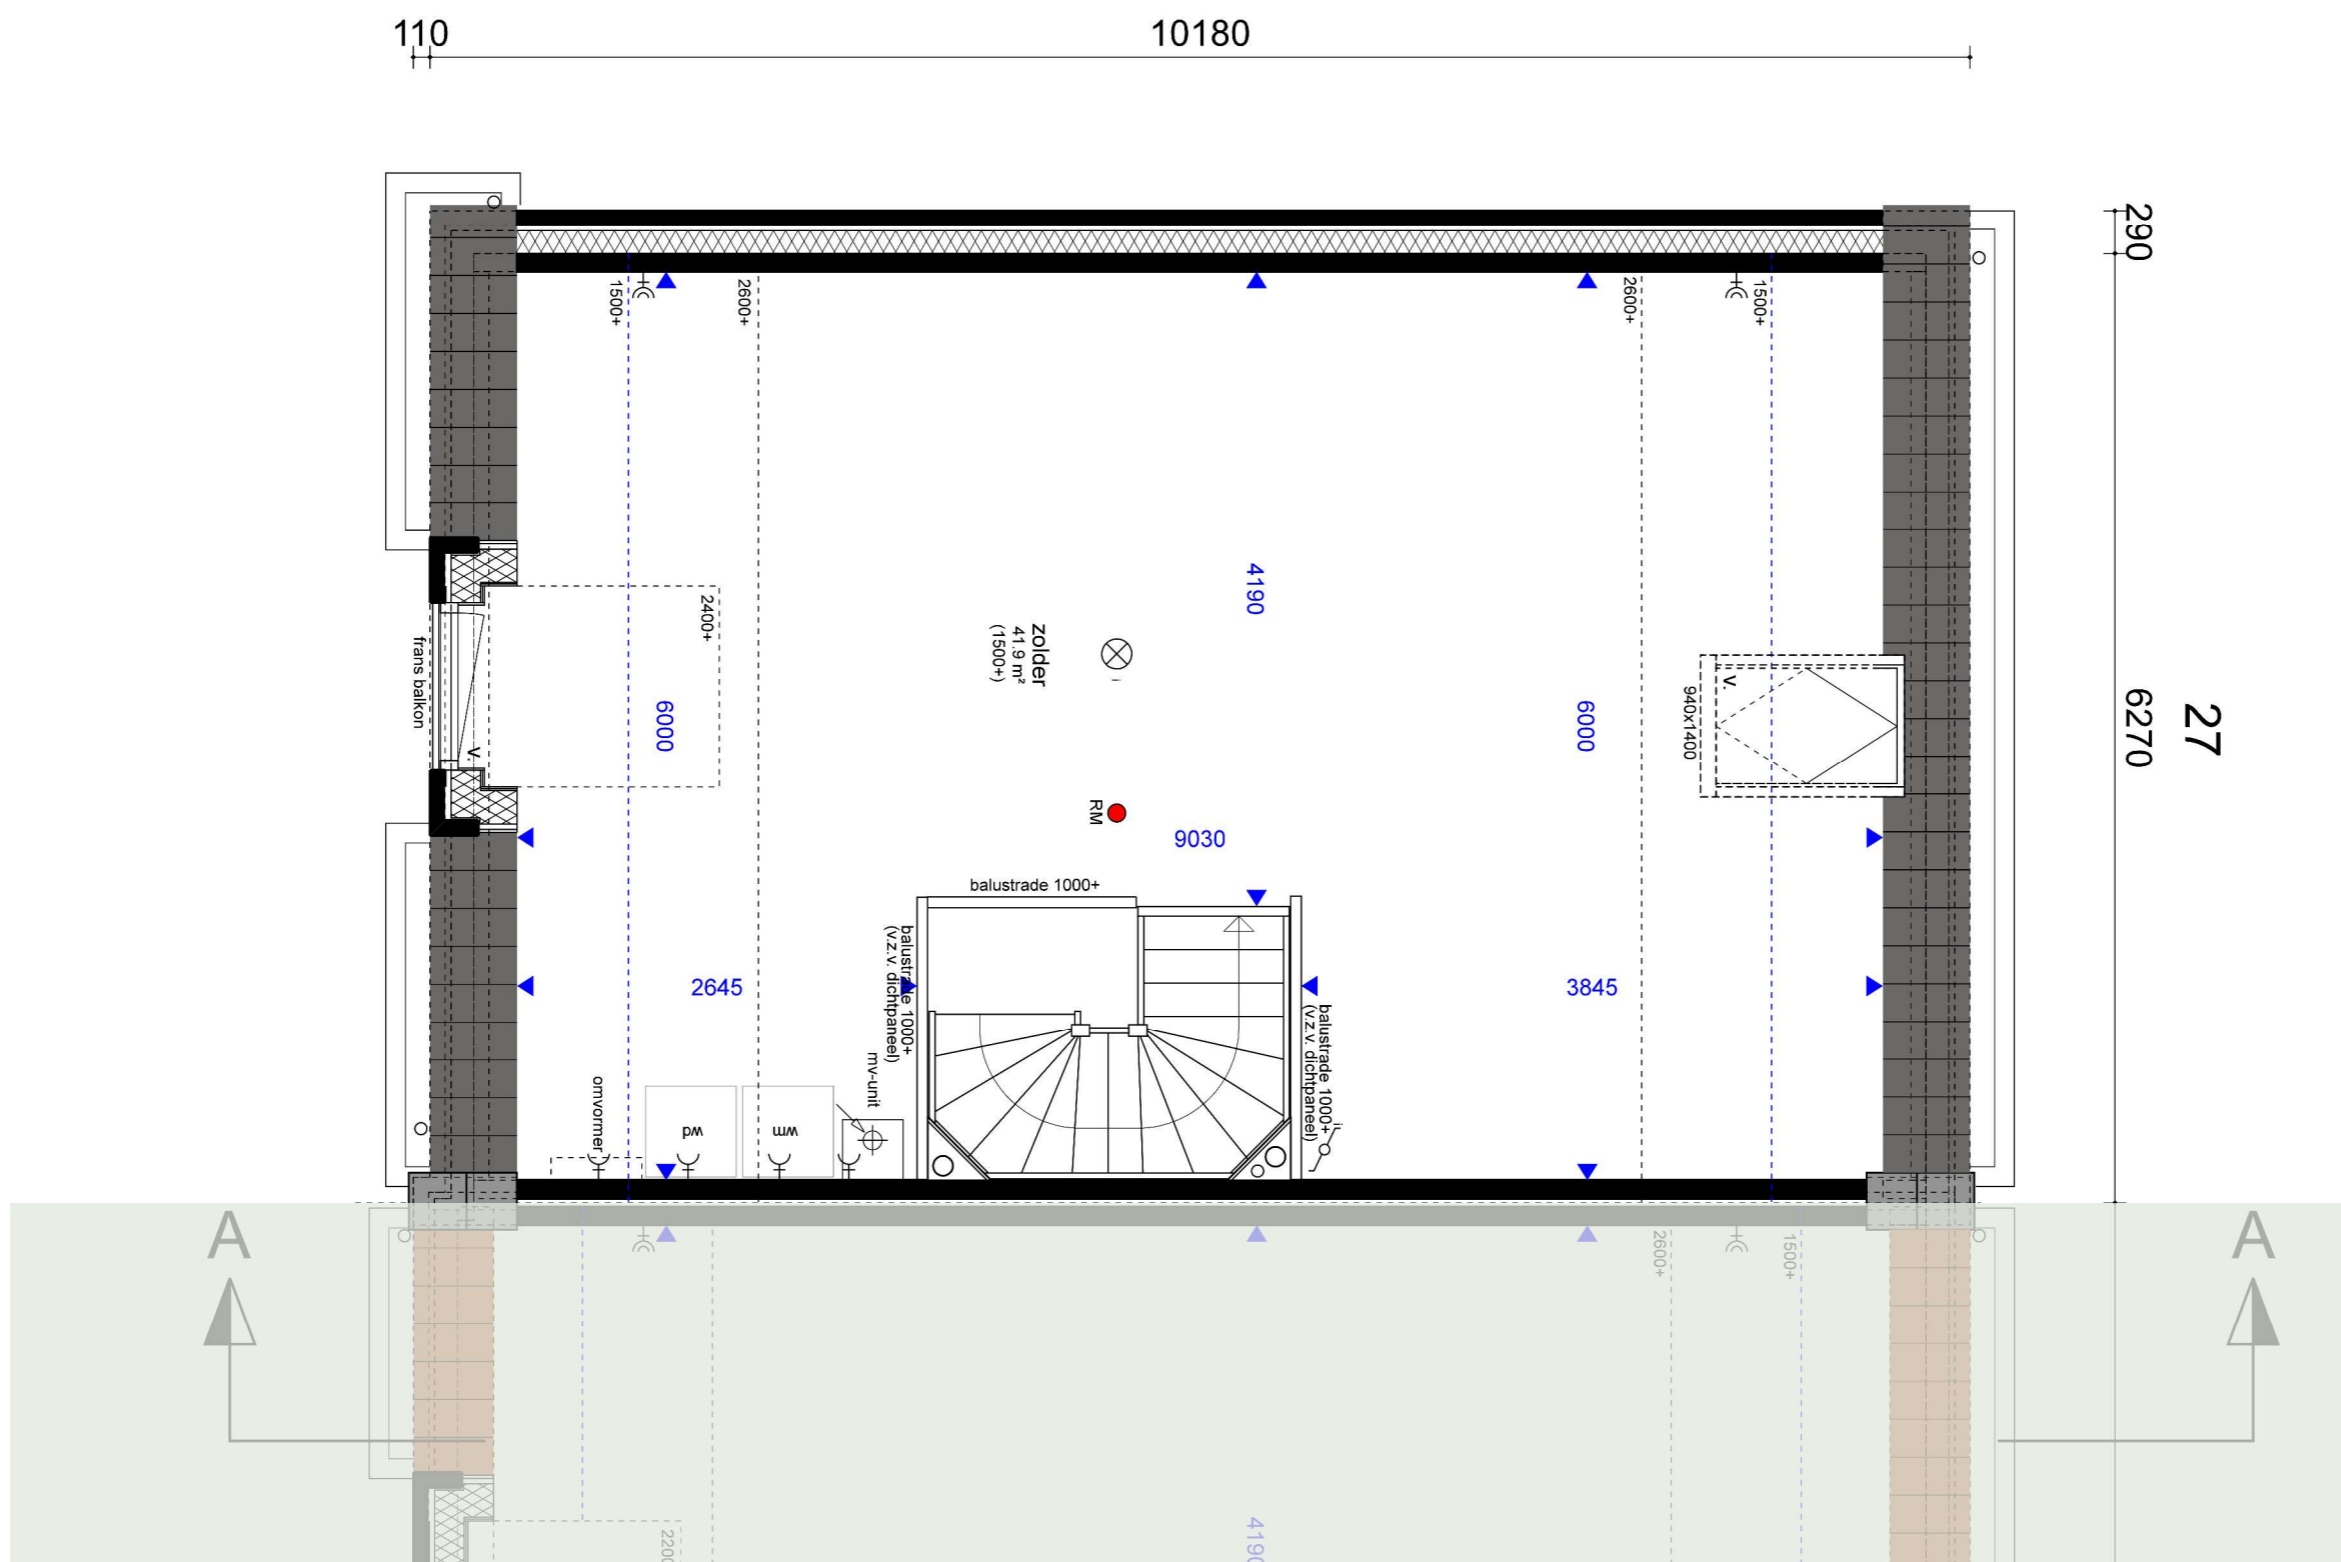 110
10180
290
6270
27
1500+
2600+
2600+
1500+
2400+
frans balkon
V.
6000
zolder
41.9 m²
(1500+)
4190
6000
V.
940x1400
RM
9030
balustrade 1000+
balustrade 1000+
(v.z.v. dichtpaneel)
2645
3845
balustrade 1000+
(v.z.v. dichtpaneel)
mv-unit
omvormer
wd
wm
A
A
2600+
1500+
2200
4190